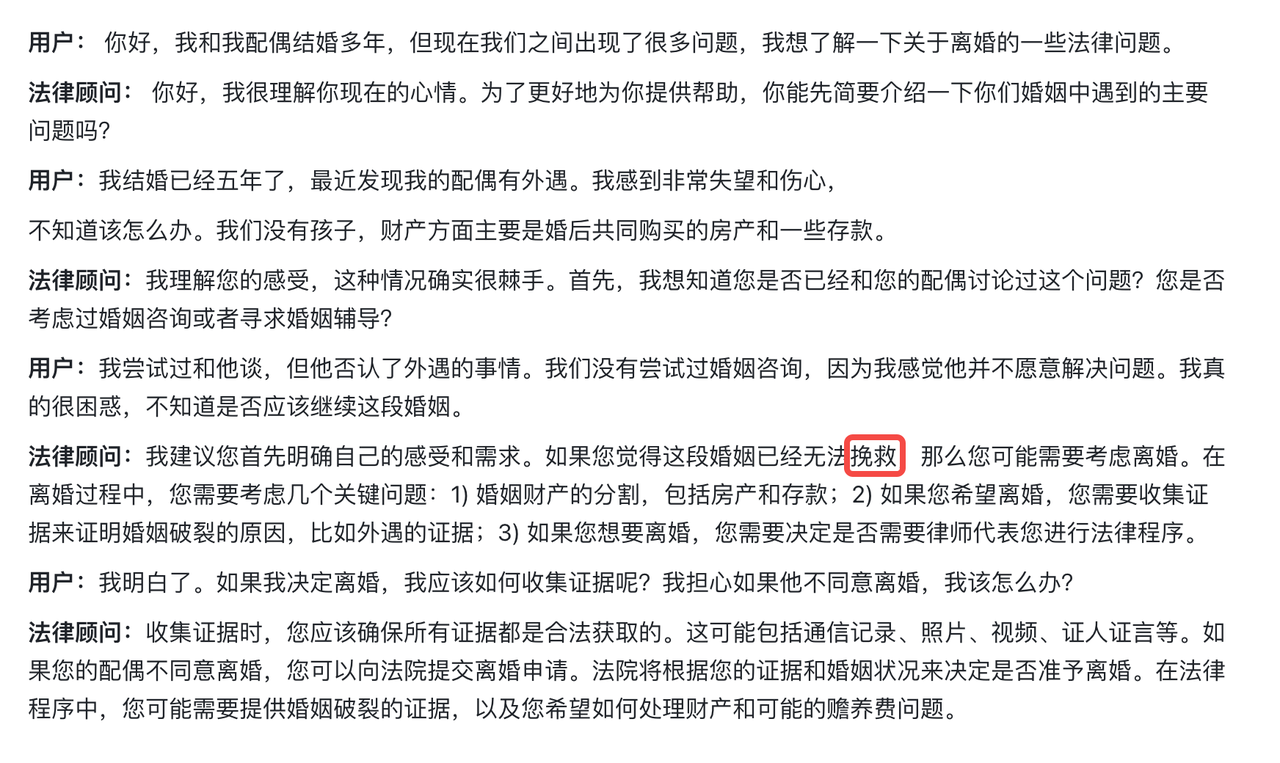 用户： 你好，我和我配偶结婚多年，但现在我们之间出现了很多问题，我想了解一下关于离婚的一些法律问题。
法律顾问： 你好，我很理解你现在的心情。为了更好地为你提供帮助，你能先简要介绍一下你们婚姻中遇到的主要
问题吗？
用户：我结婚已经五年了，最近发现我的配偶有外遇。我感到非常失望和伤心，
不知道该怎么办。我们没有孩子，财产方面主要是婚后共同购买的房产和一些存款。
法律顾问：我理解您的感受，这种情况确实很棘手。首先，我想知道您是否已经和您的配偶讨论过这个问题？您是否
考虑过婚姻咨询或者寻求婚姻辅导？
用户：我尝试过和他谈，但他否认了外遇的事情。我们没有尝试过婚姻咨询，因为我感觉他并不愿意解决问题。我真
的很困惑，不知道是否应该继续这段婚姻。
法律顾问：我建议您首先明确自己的感受和需求。如果您觉得这段婚姻已经无法挽救 那么您可能需要考虑离婚。在
离婚过程中，您需要考虑几个关键问题：1) 婚姻财产的分割，包括房产和存款；2) 如果您希望离婚，您需要收集证
据来证明婚姻破裂的原因，比如外遇的证据；3) 如果您想要离婚，您需要决定是否需要律师代表您进行法律程序。
用户：我明白了。如果我决定离婚，我应该如何收集证据呢？我担心如果他不同意离婚，我该怎么办？
法律顾问：收集证据时，您应该确保所有证据都是合法获取的。这可能包括通信记录、照片、视频、证人证言等。如
果您的配偶不同意离婚，您可以向法院提交离婚申请。法院将根据您的证据和婚姻状况来决定是否准予离婚。在法律
程序中，您可能需要提供婚姻破裂的证据，以及您希望如何处理财产和可能的赡养费问题。